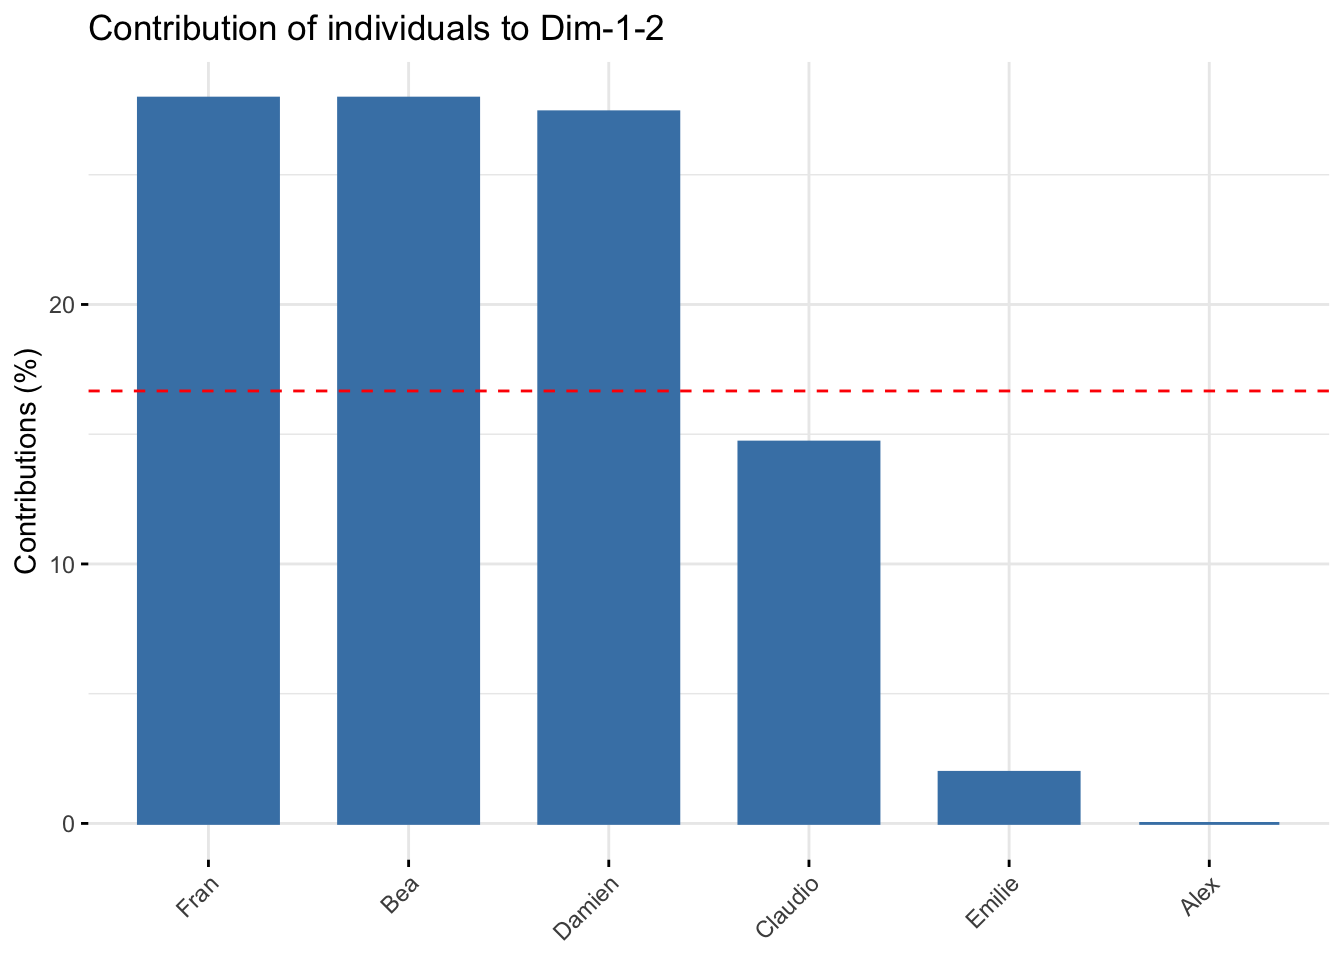 Contribution of individuals to Dim-1-2
Contributions (%)
20
10
0
Fran
Bea
Damien
Claudio
Emilie
Alex